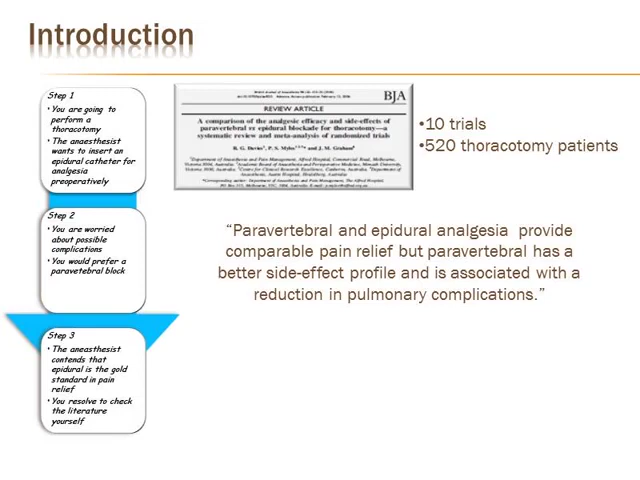 Introduction
Step 1
•You are going to
perform a
thoracotomy
•The anaesthesist
wants to insert an
epidural catheter for
analgesia
preoperatively
Step 2
•You are worried
about possible
complications
•You would prefer a
paravetebral block
Step 3
•The aneasthesist
contends that
epidural is the gold
standard in pain
relief
•You resolve to check
the literature
yourself
BJA
REVIEW ARTICLE
A comparison of the analgesic efficacy and side-effects of
paravertebral vs epidural blockade for thoracotomy—a
systematic review and meta-analysis of randomized trials
R. G. Davies, P. S. Myles and J. M. Graham
•10 trials
•520 thoracotomy patients
“Paravertebral and epidural analgesia provide
comparable pain relief but paravertebral has a
better side-effect profile and is associated with a
reduction in pulmonary complications.”